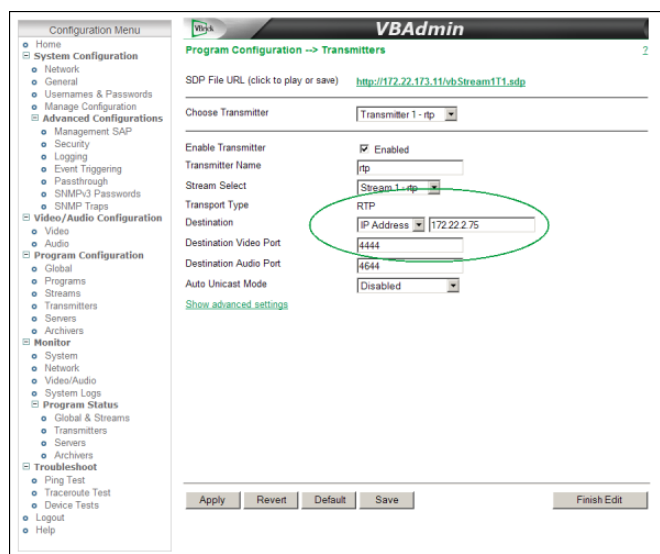 Configuration Menu
Home
System Configuration
Network
General
Usernames & Passwords
Manage Configuration
Advanced Configurations
Management SAP
Security
Logging
Event Triggering
Passthrough
SNMPv3 Passwords
SNMP Traps
Video/Audio Configuration
Video
Audio
Program Configuration
Global
Programs
Streams
Transmitters
Servers
Archivers
Monitor
System
Network
Video/Audio
System Logs
Program Status
Global & Streams
Transmitters
Servers
Archivers
Troubleshoot
Ping Test
Traceroute Test
Device Tests
Logout
Help
VBrick
VBAdmin
Program Configuration --> Transmitters ?
SDP File URL (click to play or save) http://172.22.173.11/vbStream1T1.sdp
Choose Transmitter Transmitter 1 - rtp
Enable Transmitter Enabled
Transmitter Name rtp
Stream Select Stream 1 - rtp
Transport Type RTP
Destination IP Address 172.22.2.75
Destination Video Port 4444
Destination Audio Port 4644
Auto Unicast Mode Disabled
Show advanced settings
Apply Revert Default Save Finish Edit